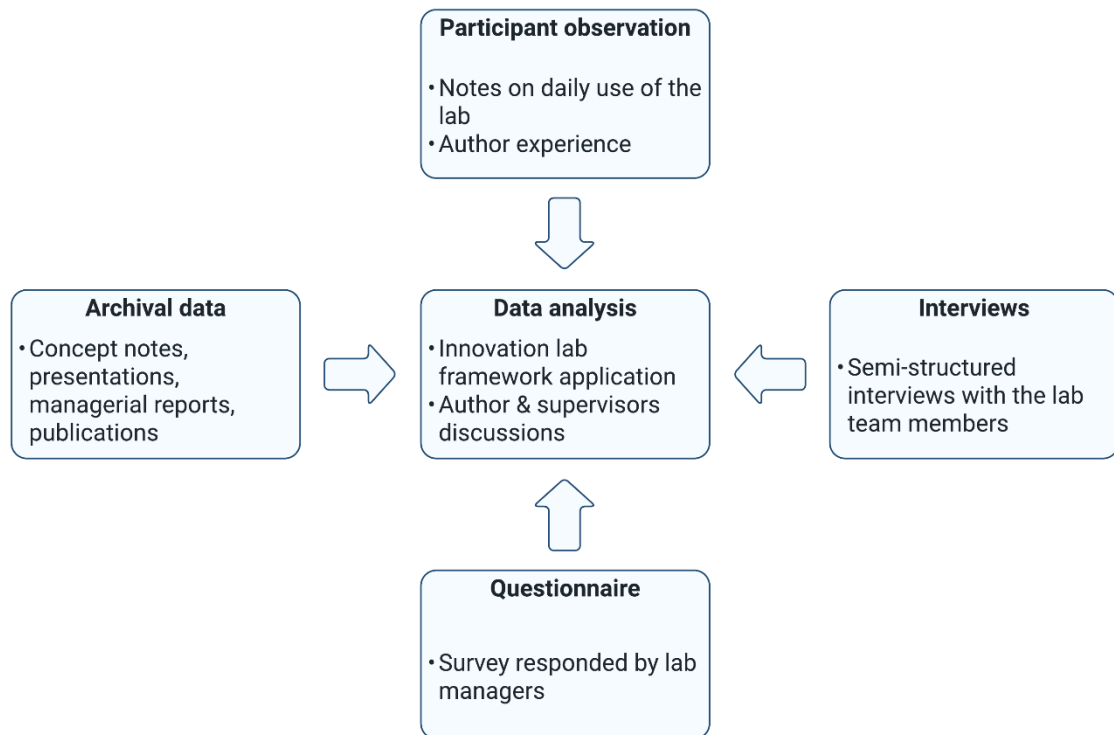 Participant observation
• Notes on daily use of the
lab
• Author experience
Archival data
• Concept notes,
presentations,
managerial reports,
publications
Data analysis
• Innovation lab
framework application
• Author & supervisors
discussions
Interviews
• Semi-structured
interviews with the lab
team members
Questionnaire
• Survey responded by lab
managers